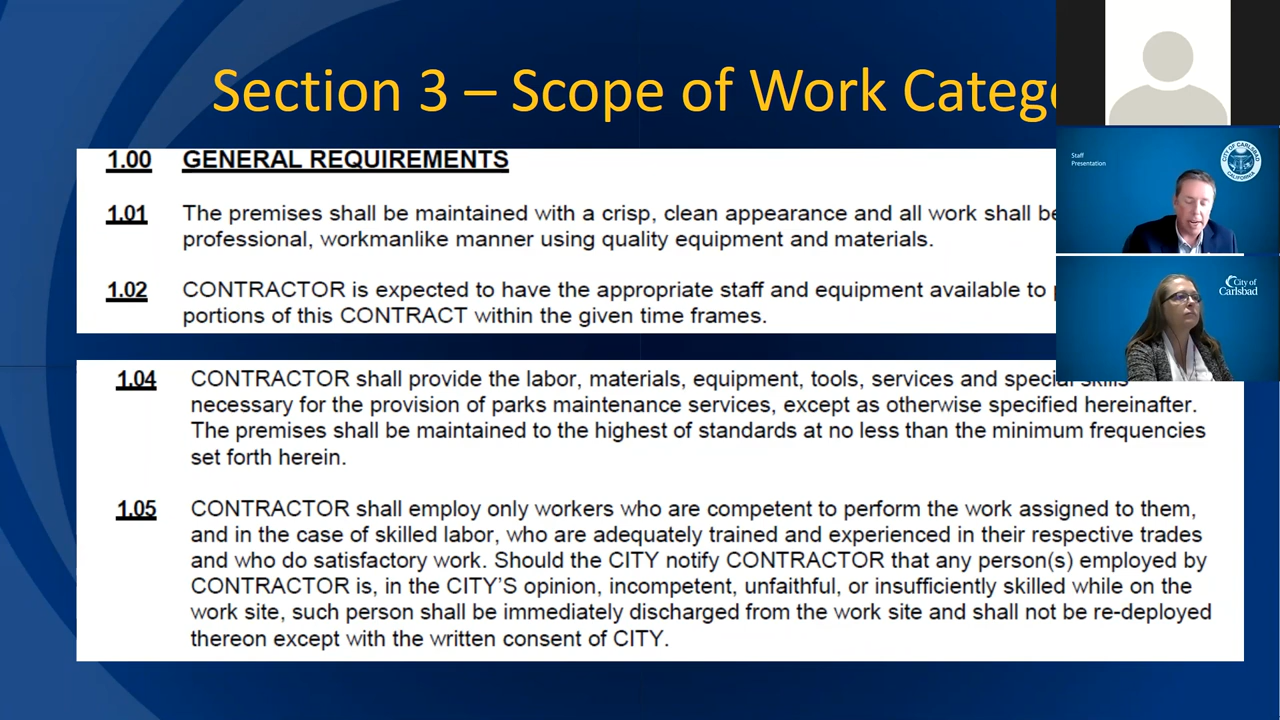 Section 3 – Scope of Work
1.00 GENERAL REQUIREMENTS
1.01 The premises shall be maintained with a crisp, clean appearance and all work shall be
professional, workmanlike manner using quality equipment and materials.
1.02 CONTRACTOR is expected to have the appropriate staff and equipment available to
portions of this CONTRACT within the given time frames.
1.04 CONTRACTOR shall provide the labor, materials, equipment, tools, services and special skills
necessary for the provision of parks maintenance services, except as otherwise specified hereinafter.
The premises shall be maintained to the highest of standards at no less than the minimum frequencies
set forth herein.
1.05 CONTRACTOR shall employ only workers who are competent to perform the work assigned to them,
and in the case of skilled labor, who are adequately trained and experienced in their respective trades
and who do satisfactory work. Should the CITY notify CONTRACTOR that any person(s) employed by
CONTRACTOR is, in the CITY'S opinion, incompetent, unfaithful, or insufficiently skilled while on the
work site, such person shall be immediately discharged from the work site and shall not be re-deployed
thereon except with the written consent of CITY.
Staff
Presentation
CITY OF CARLSBAD
CALIFORNIA
City of
Carlsbad